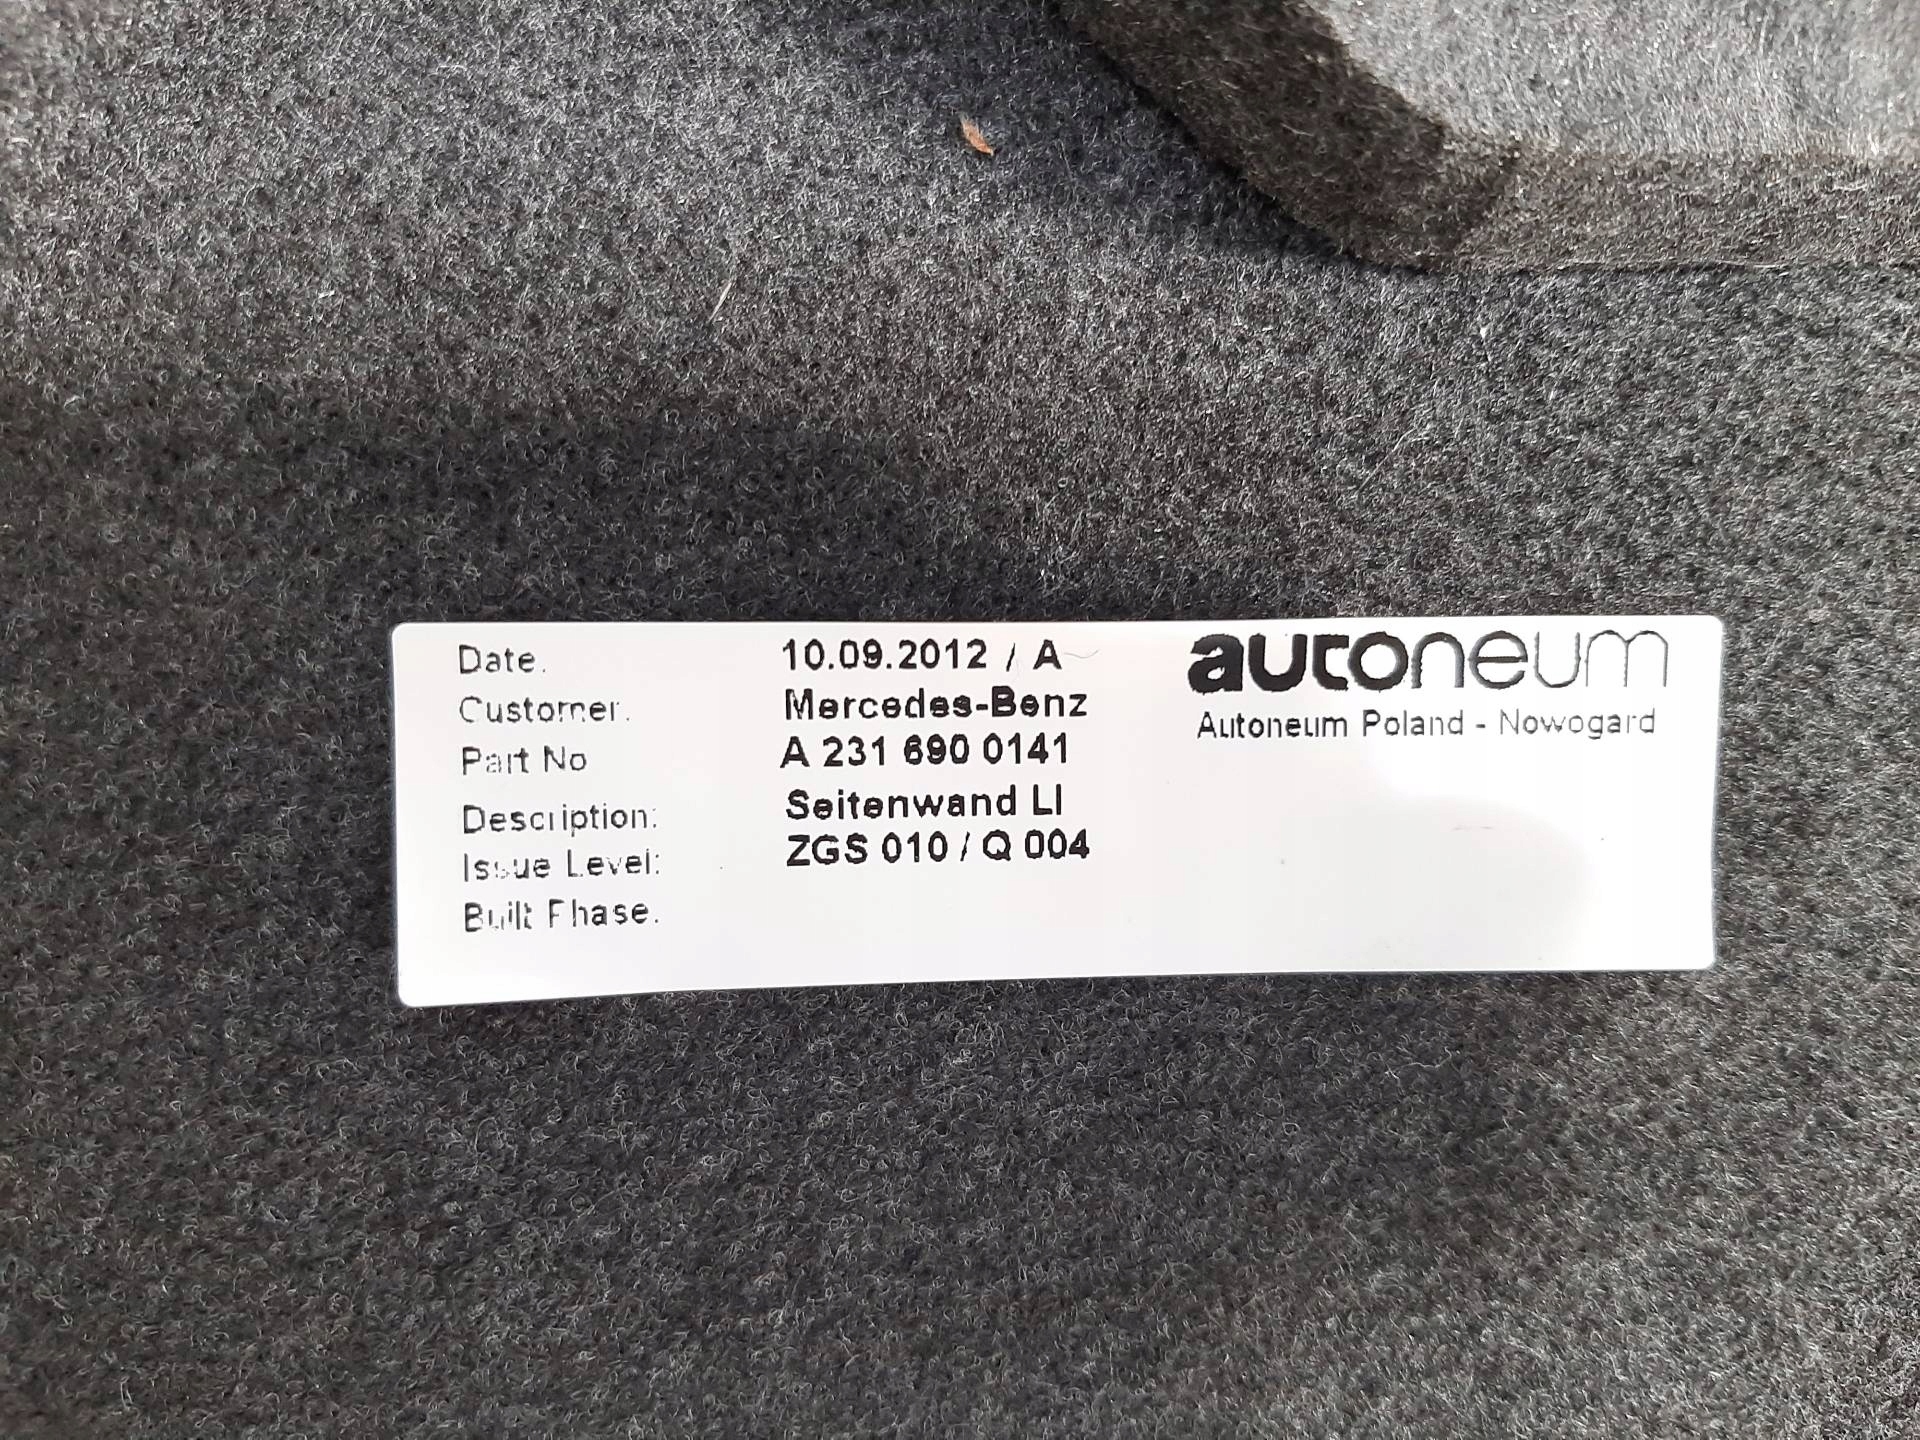 Date. 10.09.2012 / A
Customer. Mercedes-Benz
Part No A 231 690 0141
Description: Seitenwand LI
Issue Level: ZGS 010 / Q 004
Built Phase.
autoneum
Autoneum Poland - Nowogard